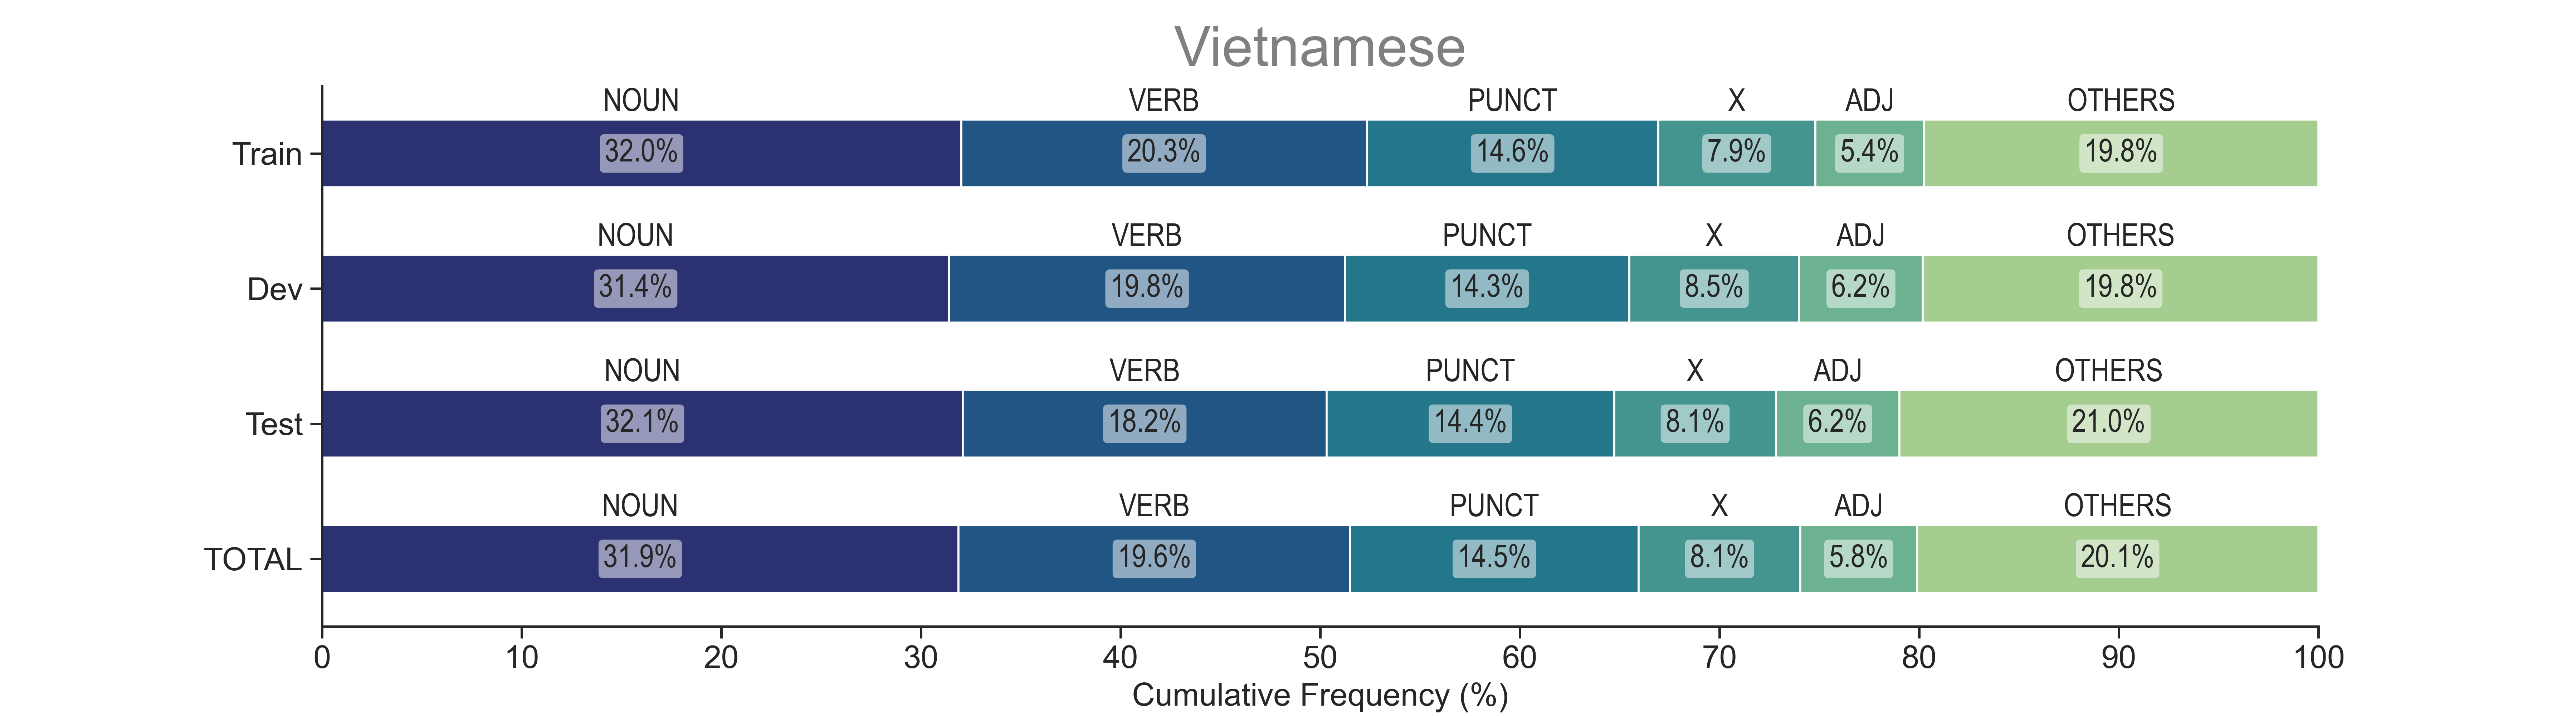 Vietnamese
NOUN VERB PUNCT X ADJ OTHERS
Train 32.0% 20.3% 14.6% 7.9% 5.4% 19.8%
NOUN VERB PUNCT X ADJ OTHERS
Dev 31.4% 19.8% 14.3% 8.5% 6.2% 19.8%
NOUN VERB PUNCT X ADJ OTHERS
Test 32.1% 18.2% 14.4% 8.1% 6.2% 21.0%
NOUN VERB PUNCT X ADJ OTHERS
TOTAL 31.9% 19.6% 14.5% 8.1% 5.8% 20.1%
0 10 20 30 40 50 60 70 80 90 100
Cumulative Frequency (%)